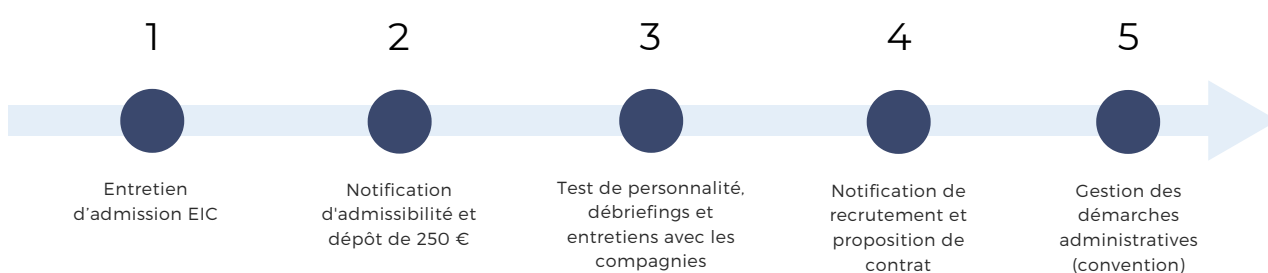 1
2
3
4
5
Entretien
d’admission EIC
Notification
d'admissibilité et
dépôt de 250 €
Test de personnalité,
débriefings et
entretiens avec les
compagnies
Notification de
recrutement et
proposition de
contrat
Gestion des
démarches
administratives
(convention)